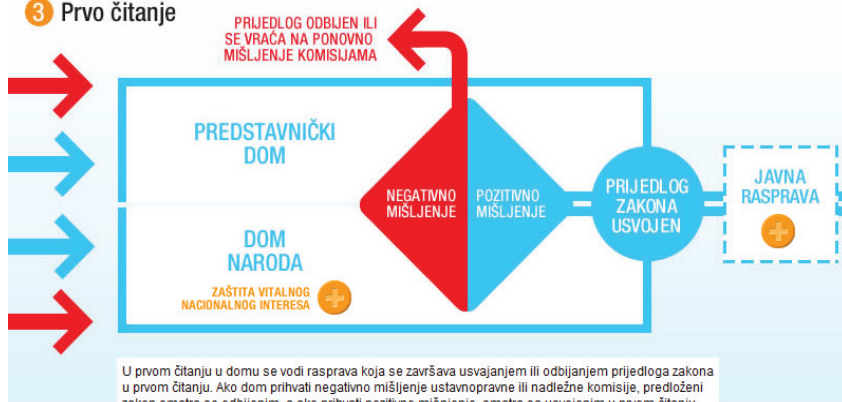 3 Prvo čitanje
PRIJEDLOG ODBIJEN ILI
SE VRAĆA NA PONOVNO
MIŠLJENJE KOMISIJAMA
PREDSTAVNIČKI
DOM
DOM
NARODA
ZAŠTITA VITALNOG
NACIONALNOG INTERESA
NEGATIVNO
MIŠLJENJE
POZITIVNO
MIŠLJENJE
PRIJEDLOG
ZAKONA
USVOJEN
JAVNA
RASPRAVA
U prvom čitanju u domu se vodi rasprava koja se završava usvajanjem ili odbijanjem prijedloga zakona
u prvom čitanju. Ako dom prihvati negativno mišljenje ustavnopravne ili nadležne komisije, predloženi